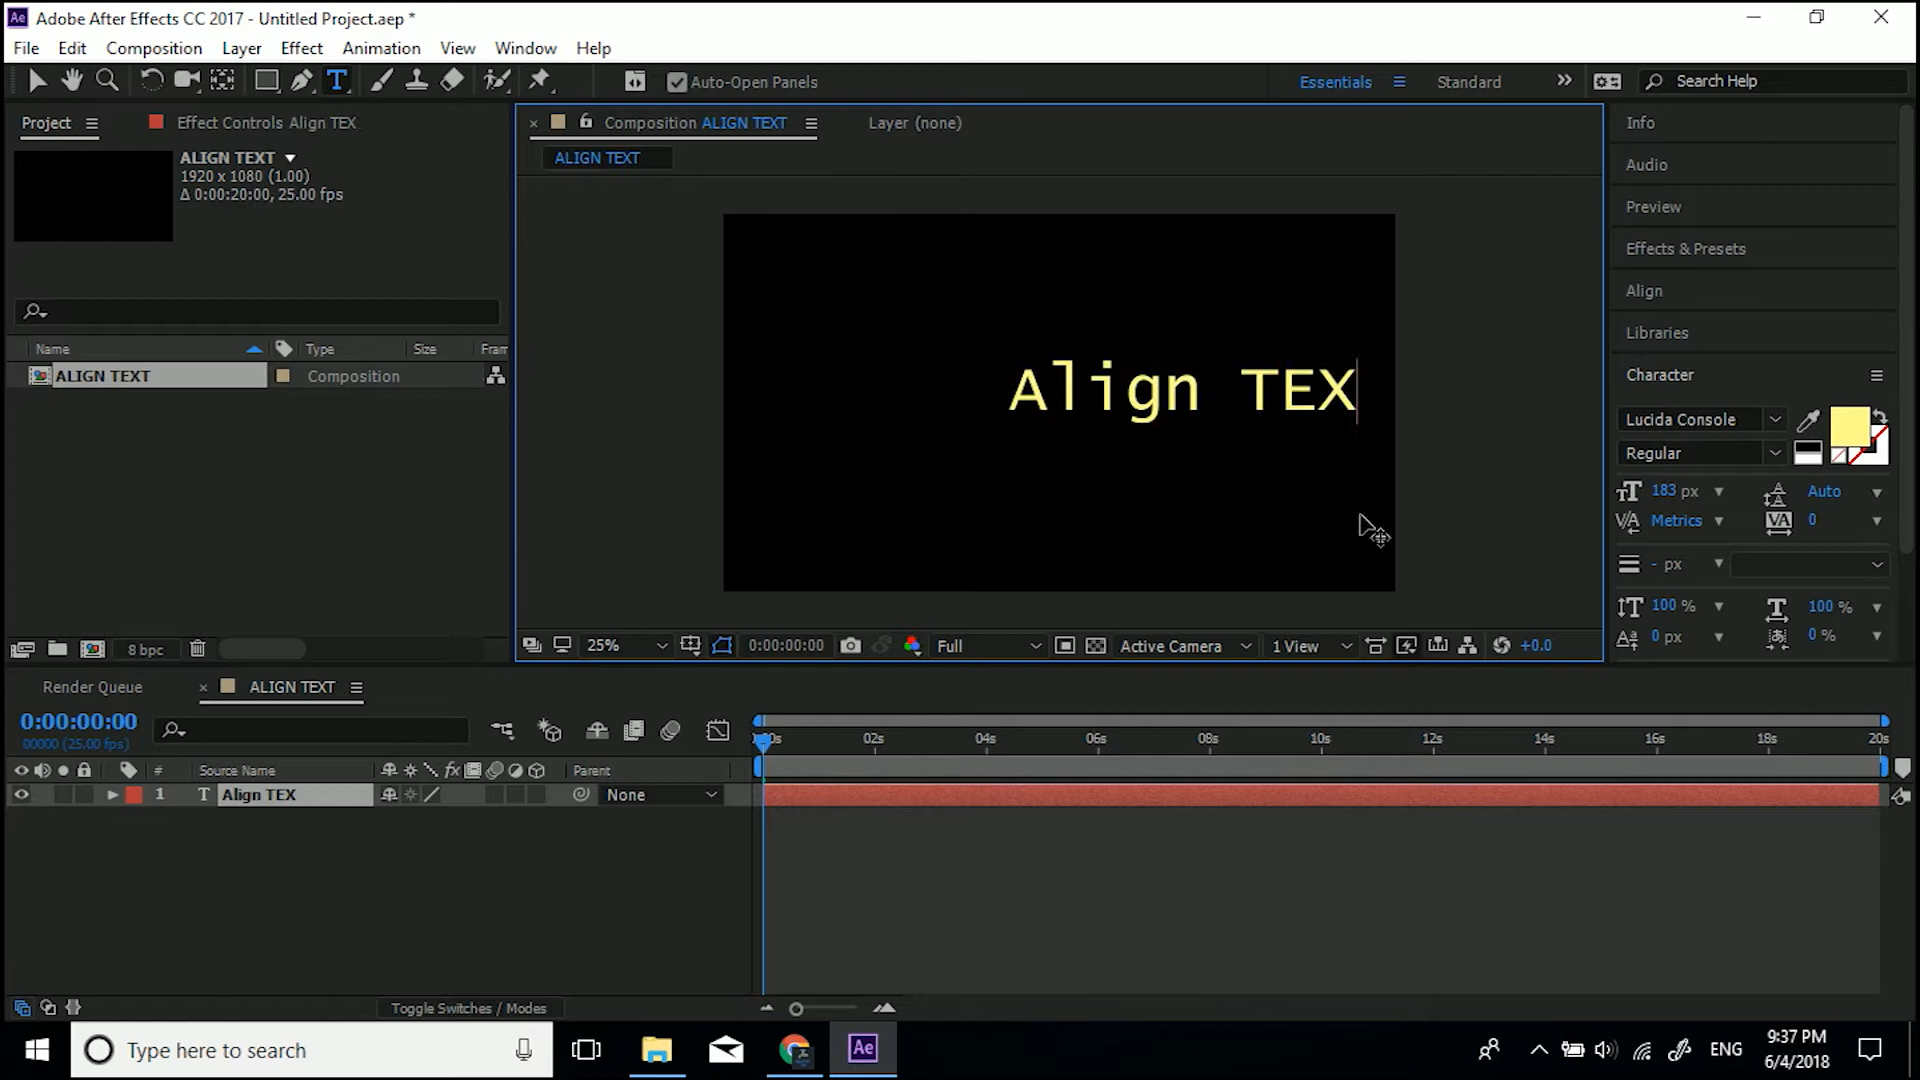 Ae Adobe After Effects CC 2017 - Untitled Project.aep *
File Edit Composition Layer Effect Animation View Window Help
T Auto-Open Panels Essentials Standard Search Help
Project Effect Controls Align TEX
ALIGN TEXT
1920 x 1080 (1.00)
Δ 0:00:20:00, 25.00 fps
Name Type Size Fram
ALIGN TEXT Composition
8 bpc
Composition ALIGN TEXT Layer (none)
ALIGN TEXT
Align TEX
25% 0:00:00:00 Full Active Camera 1 View +0.0
Info
Audio
Preview
Effects & Presets
Align
Libraries
Character
Lucida Console
Regular
183 px Auto
Metrics 0
- px
100 % 100 %
0 px 0 %
Render Queue ALIGN TEXT
0:00:00:00
00000 (25.00 fps)
:00s 02s 04s 06s 08s 10s 12s 14s 16s 18s 20s
# Source Name fx Parent
1 T Align TEX None
Toggle Switches / Modes
Type here to search
Ae
ENG
9:37 PM
6/4/2018